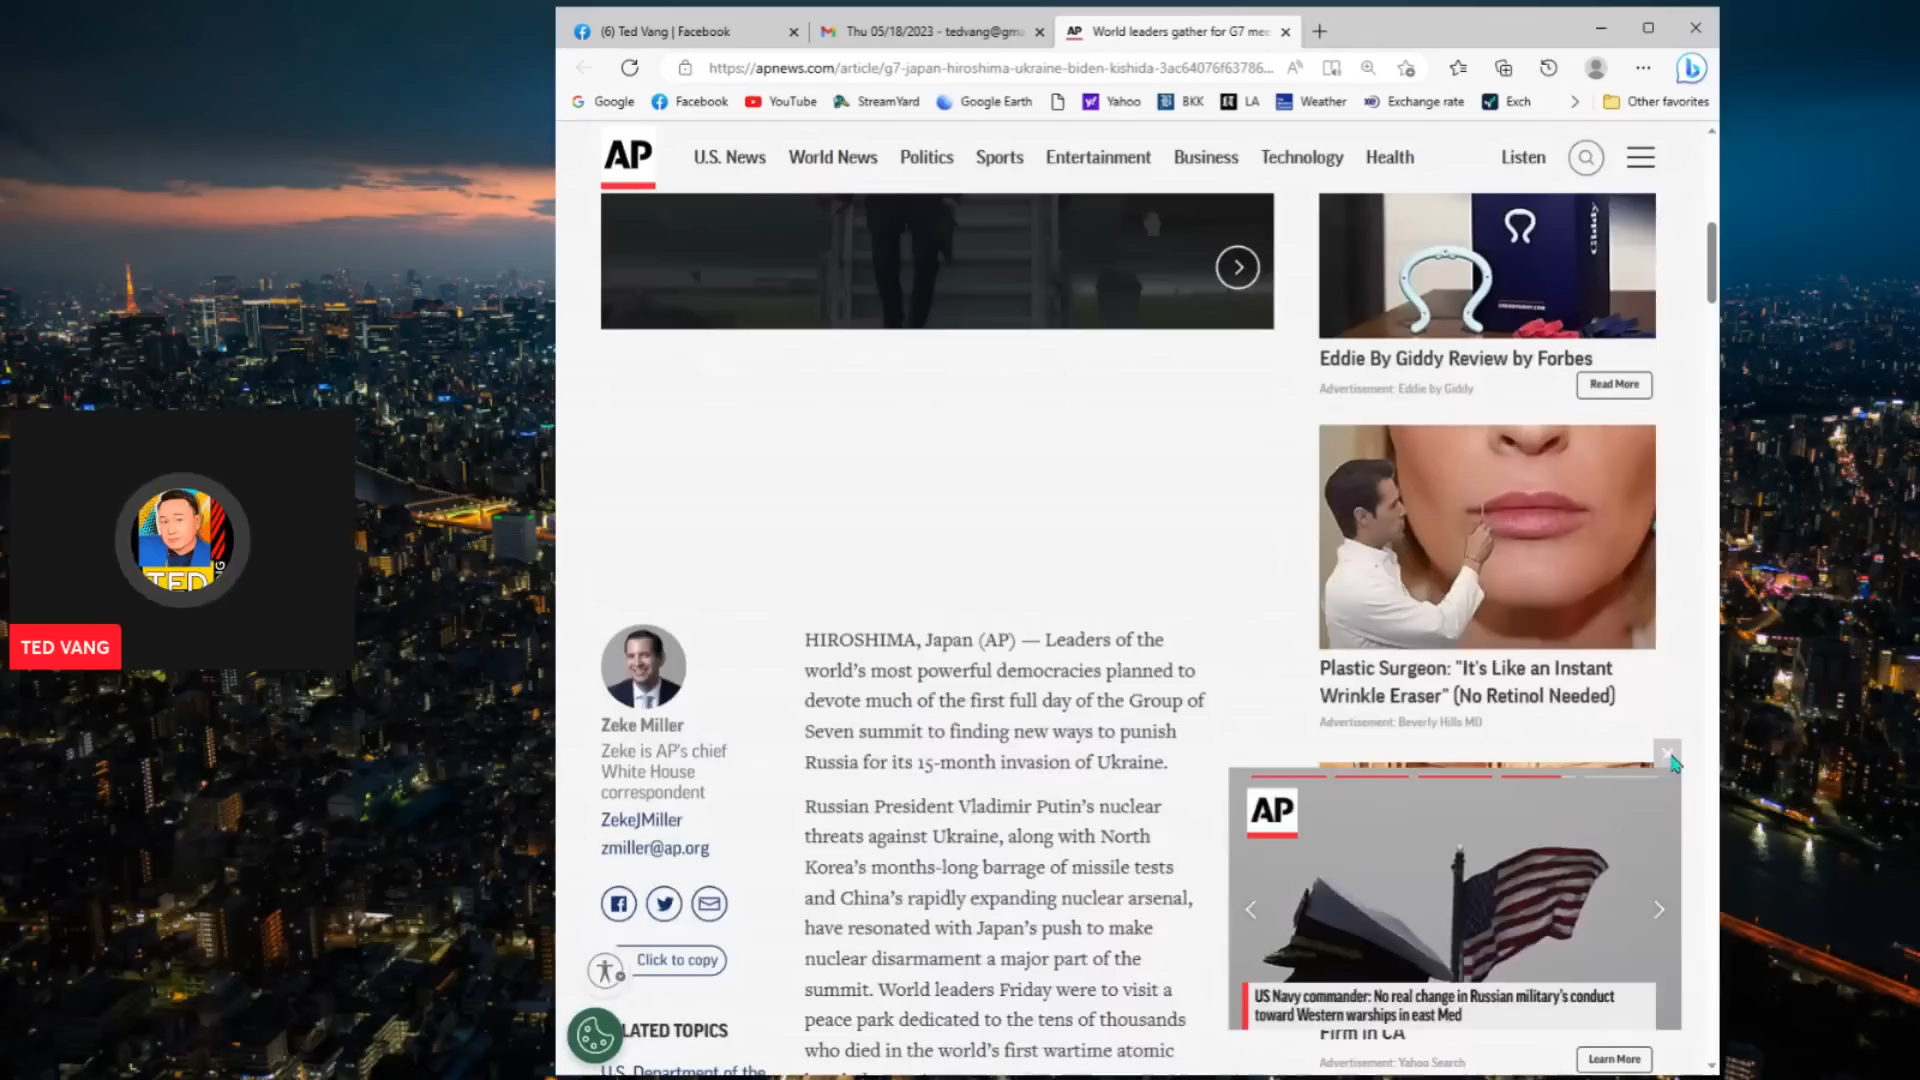 (6) Ted Vang | Facebook
Thu 05/18/2023 - tedvang@gma
AP World leaders gather for G7 mee
https://apnews.com/article/g7-japan-hiroshima-ukraine-biden-kishida-3ac64076f63786...
Google Facebook YouTube StreamYard Google Earth Yahoo BKK LA Weather Exchange rate Exch Other favorites
AP U.S. News World News Politics Sports Entertainment Business Technology Health Listen
Giddy
Eddie By Giddy Review by Forbes
Advertisement: Eddie by Giddy
Read More
TED
TED VANG
Plastic Surgeon: "It's Like an Instant
Wrinkle Eraser" (No Retinol Needed)
Advertisement: Beverly Hills MD
Zeke Miller
Zeke is AP's chief
White House
correspondent
ZekeJMiller
zmiller@ap.org
Click to copy
LATED TOPICS
U.S. Department of the
HIROSHIMA, Japan (AP) — Leaders of the
world's most powerful democracies planned to
devote much of the first full day of the Group of
Seven summit to finding new ways to punish
Russia for its 15-month invasion of Ukraine.
Russian President Vladimir Putin's nuclear
threats against Ukraine, along with North
Korea's months-long barrage of missile tests
and China's rapidly expanding nuclear arsenal,
have resonated with Japan's push to make
nuclear disarmament a major part of the
summit. World leaders Friday were to visit a
peace park dedicated to the tens of thousands
who died in the world's first wartime atomic
AP
US Navy commander: No real change in Russian military's conduct
toward Western warships in east Med
Firm in CA
Advertisement: Yahoo Search
Learn More